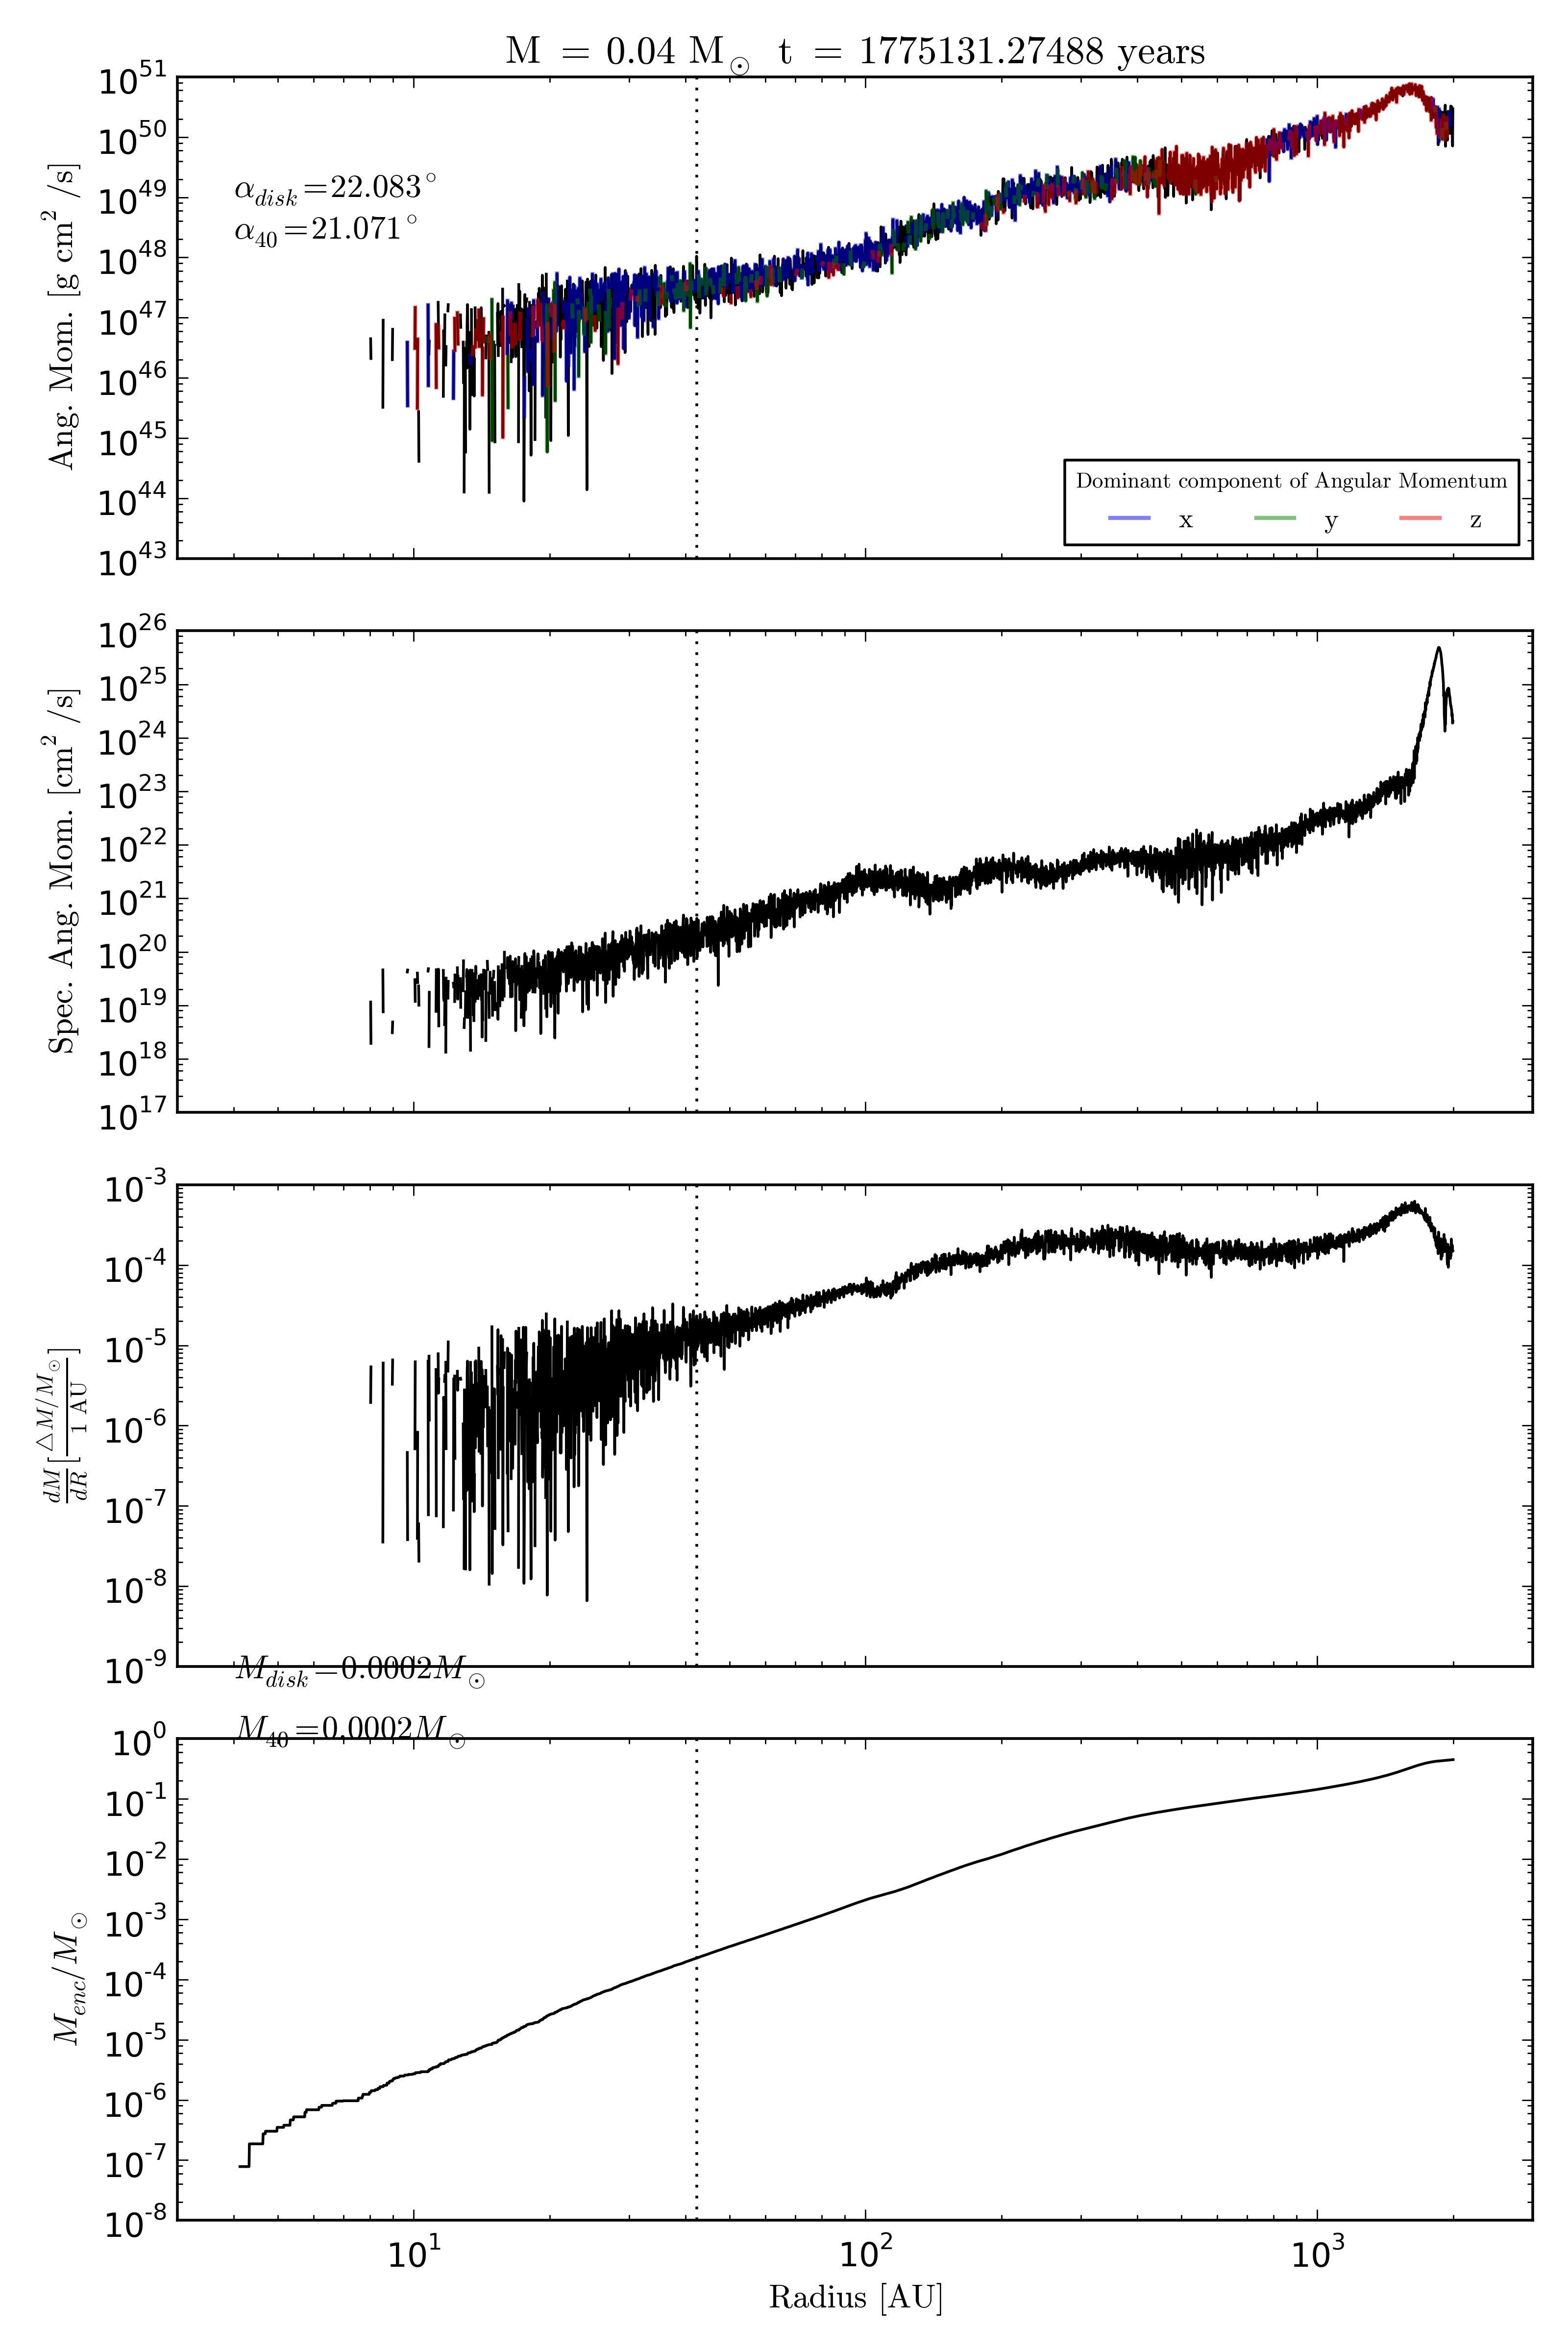 M = 0.04 M⊙ t = 1775131.27488 years
10^51
10^50
10^49
10^48
10^47
10^46
10^45
10^44
10^43
Ang. Mom. [g cm^2 /s]
α_disk=22.083°
α_40=21.071°
Dominant component of Angular Momentum
x y z
10^26
10^25
10^24
10^23
10^22
10^21
10^20
10^19
10^18
10^17
Spec. Ang. Mom. [cm^2 /s]
10^-3
10^-4
10^-5
10^-6
10^-7
10^-8
10^-9
dM/dR [△M/M⊙ / 1 AU]
M_disk=0.0002M⊙
M_40=0.0002M⊙
10^0
10^-1
10^-2
10^-3
10^-4
10^-5
10^-6
10^-7
10^-8
M_enc/M⊙
10^1 10^2 10^3
Radius [AU]